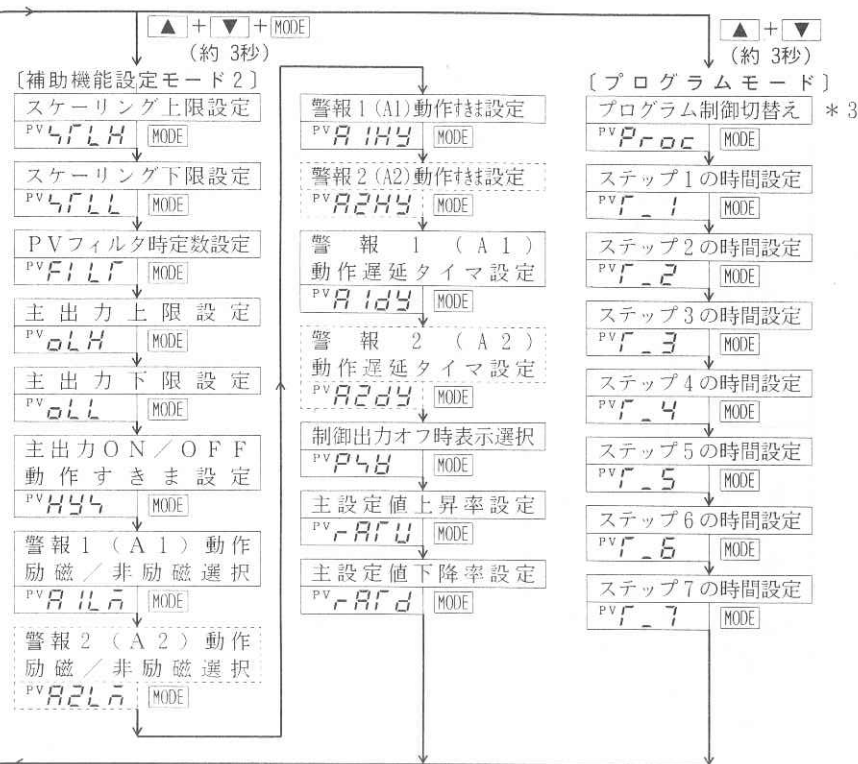 ▲ + ▼ + MODE
(約 3秒)
〔補助機能設定モード2〕
スケーリング上限設定
PV MODE
スケーリング下限設定
PV MODE
PVフィルタ時定数設定
PV MODE
主出力上限設定
PV oLH MODE
主出力下限設定
PV oLL MODE
主出力ON/OFF
動作すきま設定
PV HYS MODE
警報1(A1)動作
励磁/非励磁選択
PV MODE
警報2(A2)動作
励磁/非励磁選択
PV MODE
警報1(A1)動作すきま設定
PV A1HY MODE
警報2(A2)動作すきま設定
PV A2HY MODE
警報1(A1)
動作遅延タイマ設定
PV A1dY MODE
警報2(A2)
動作遅延タイマ設定
PV A2dY MODE
制御出力オフ時表示選択
PV MODE
主設定値上昇率設定
PV rATU MODE
主設定値下降率設定
PV rATd MODE
▲ + ▼
(約 3秒)
〔プログラムモード〕
プログラム制御切替え *3
PV Proc MODE
ステップ1の時間設定
PV T_1 MODE
ステップ2の時間設定
PV T_2 MODE
ステップ3の時間設定
PV T_3 MODE
ステップ4の時間設定
PV T_4 MODE
ステップ5の時間設定
PV T_5 MODE
ステップ6の時間設定
PV T_6 MODE
ステップ7の時間設定
PV T_7 MODE